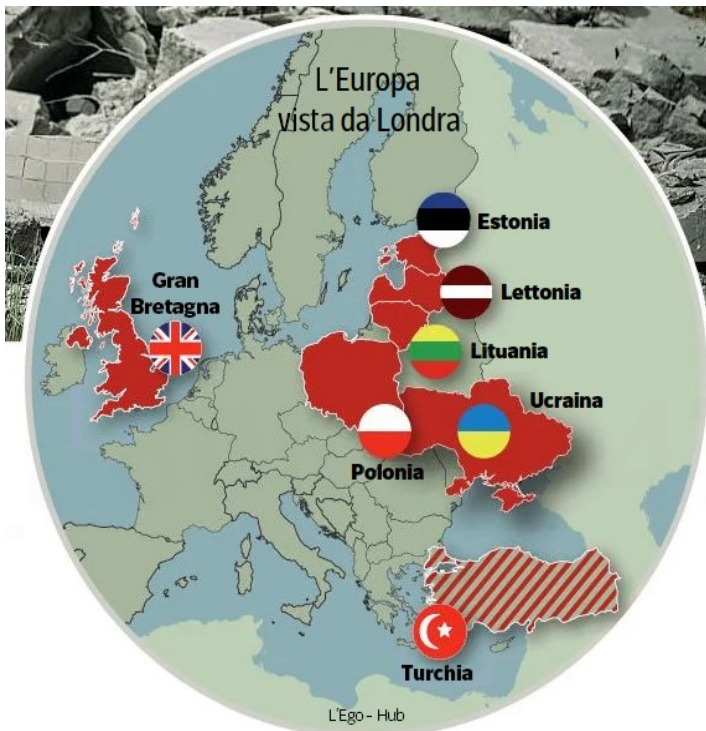 L'Europa
vista da Londra
Estonia
Gran
Bretagna
Lettonia
Lituania
Ucraina
Polonia
Turchia
L'Ego - Hub